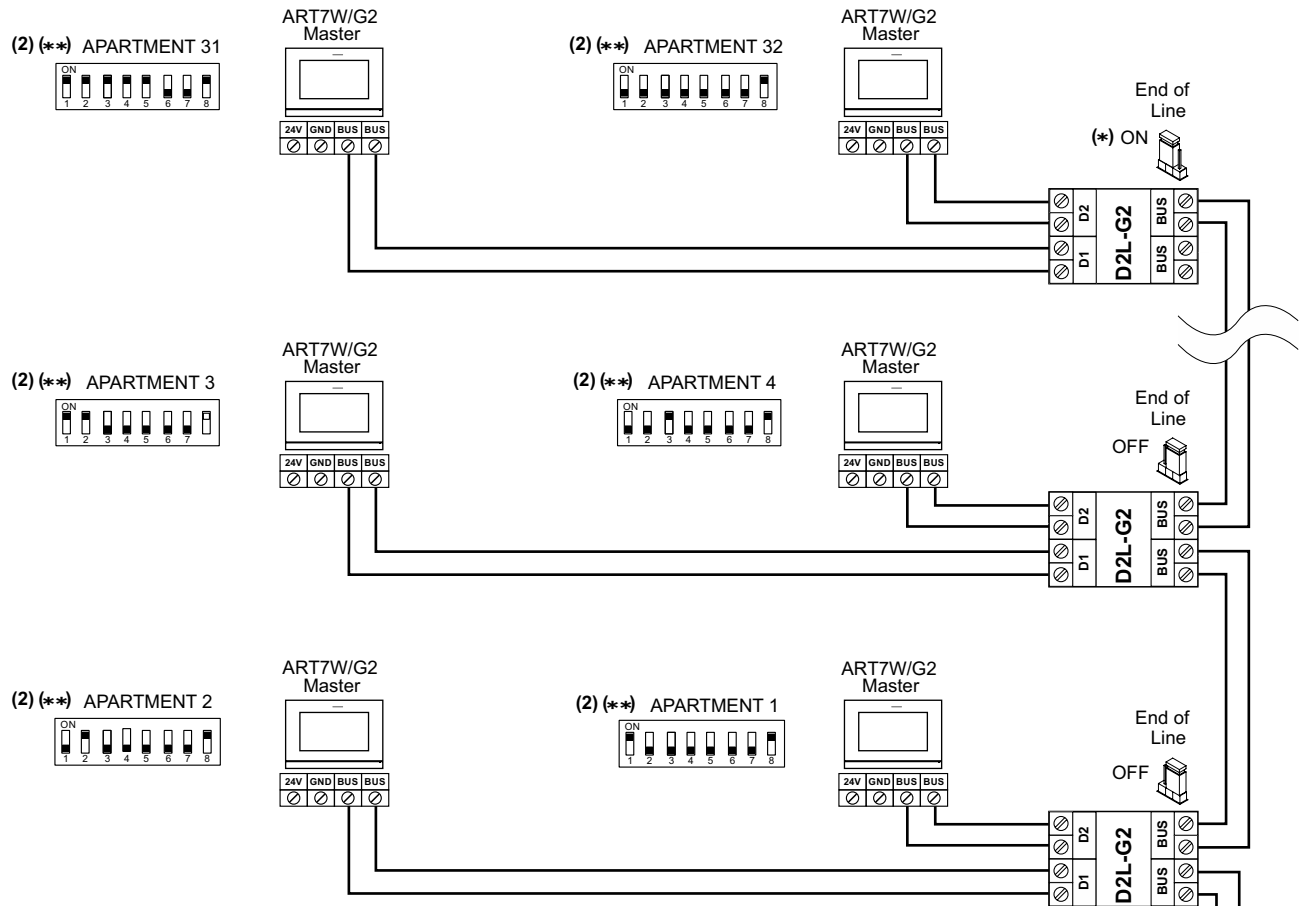 ART7W/G2
Master
(2) (**) APARTMENT 31
ON
1 2 3 4 5 6 7 8
24V GND BUS BUS
ART7W/G2
Master
(2) (**) APARTMENT 32
ON
1 2 3 4 5 6 7 8
24V GND BUS BUS
End of
Line
(*) ON
D2 BUS
D2L-G2
D1 BUS
ART7W/G2
Master
(2) (**) APARTMENT 3
ON
1 2 3 4 5 6 7
24V GND BUS BUS
ART7W/G2
Master
(2) (**) APARTMENT 4
ON
1 2 3 4 5 6 7 8
24V GND BUS BUS
End of
Line
OFF
D2 BUS
D2L-G2
D1 BUS
ART7W/G2
Master
(2) (**) APARTMENT 2
ON
1 2 3 4 5 6 7 8
24V GND BUS BUS
ART7W/G2
Master
(2) (**) APARTMENT 1
ON
1 2 3 4 5 6 7 8
24V GND BUS BUS
End of
Line
OFF
D2 BUS
D2L-G2
D1 BUS